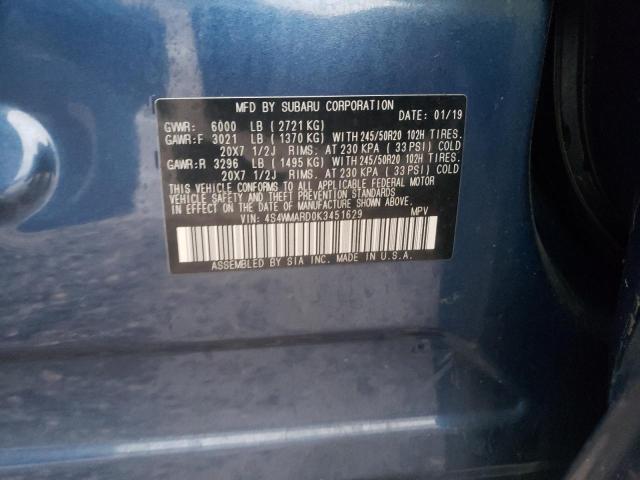 MFD BY SUBARU CORPORATION
DATE: 01/19
GVWR: 6000 LB (2721KG)
GAWR:F 3021 LB (1370KG) WITH 245/50R20 102H TIRES.
20X7 1/2J RIMS. AT 230 KPA (33PSI) COLD
GAWR:R 3296 LB (1495KG) WITH 245/50R20 102H TIRES.
20X7 1/2J RIMS. AT 230 KPA (33PSI) COLD
THIS VEHICLE CONFORMS TO ALL APPLICABLE FEDERAL MOTOR
VEHICLE SAFETY AND THEFT PREVENTION STANDARDS
IN EFFECT ON THE DATE OF MANUFACTURE SHOWN ABOVE.
VIN: 4S4WMARD0K3451629 MPV
ASSEMBLED BY SIA INC. MADE IN U.S.A.